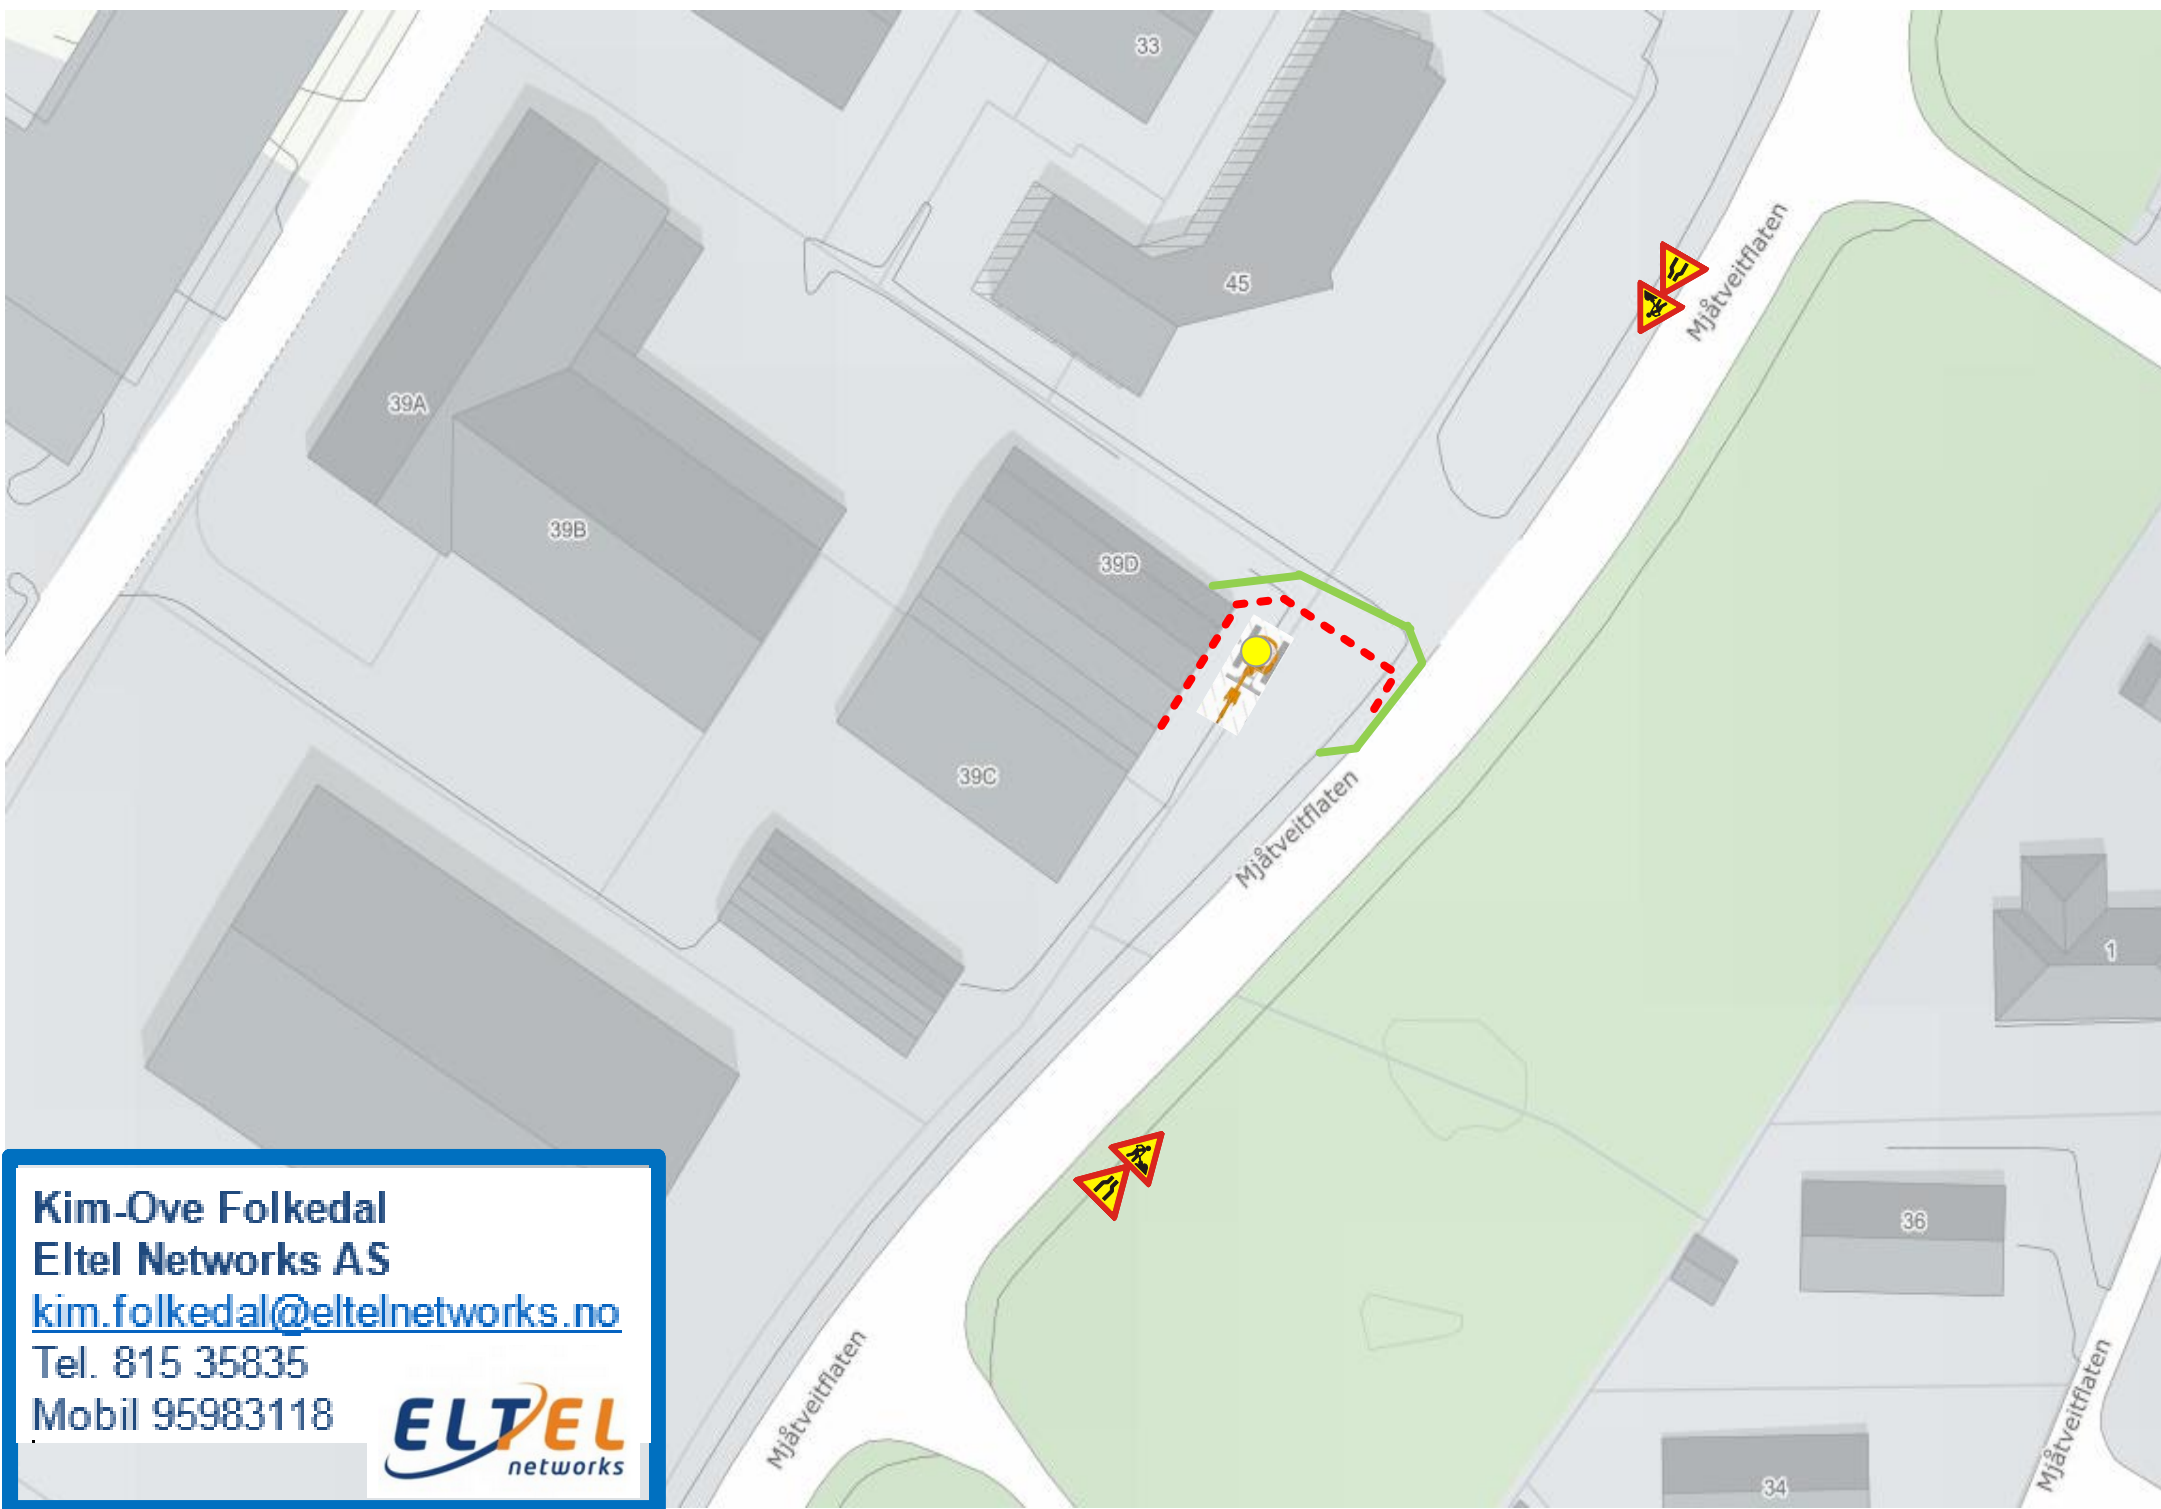 33
Mjåtveitflaten
45
39A
39B
39D
39C
Mjåtveitflaten
1
36
Mjåtveitflaten
Mjåtveitflaten
34
Kim-Ove Folkedal
Eltel Networks AS
kim.folkedal@eltelnetworks.no
Tel. 815 35835
Mobil 95983118
ELTEL
networks